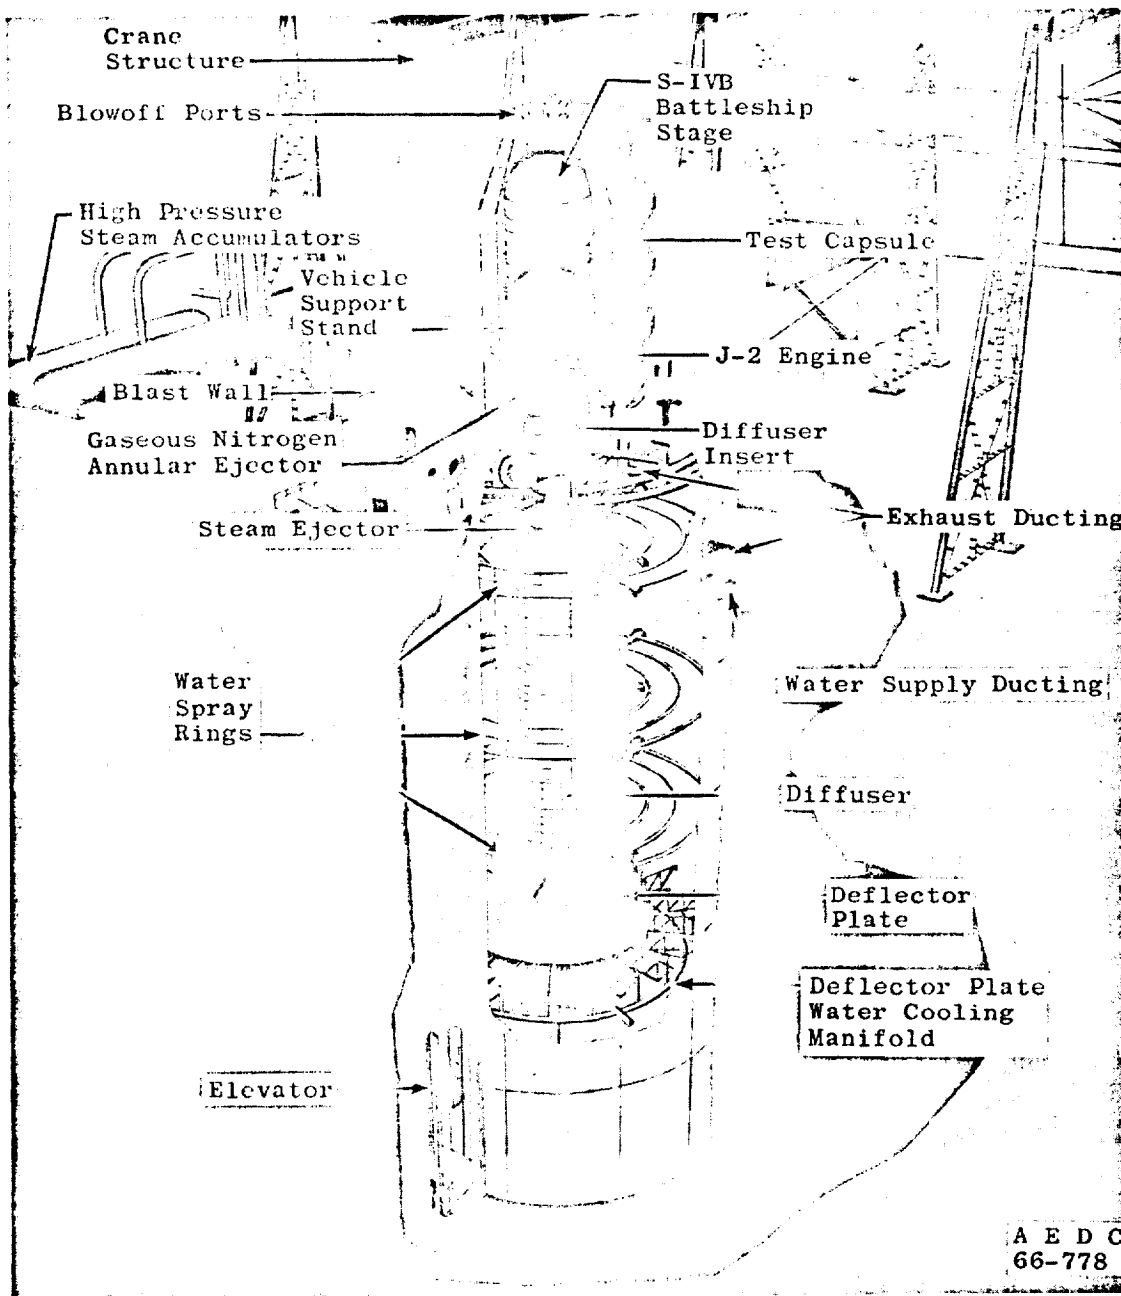 Crane
Structure
S-IVB
Battleship
Stage
Blowoff Ports
High Pressure
Steam Accumulators
Test Capsule
Vehicle
Support
Stand
J-2 Engine
Blast Wall
Gaseous Nitrogen
Annular Ejector
Diffuser
Insert
Steam Ejector
Exhaust Ducting
Water
Spray
Rings
Water Supply Ducting
Diffuser
Deflector
Plate
Deflector Plate
Water Cooling
Manifold
Elevator
A E D C
66-778